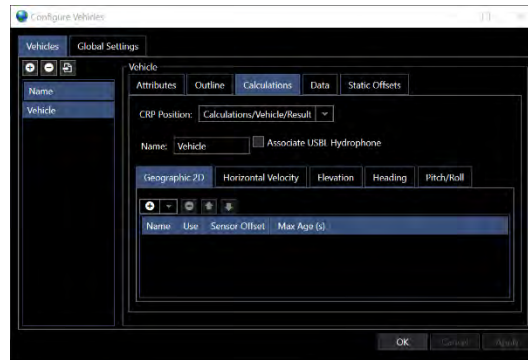 Configure Vehicles
Vehicles Global Settings
Vehicle
Name
Vehicle
Attributes Outline Calculations Data Static Offsets
CRP Position: Calculations/Vehicle/Result
Name: Vehicle Associate USBL Hydrophone
Geographic 2D Horizontal Velocity Elevation Heading Pitch/Roll
Name Use Sensor Offset Max Age (s)
OK Cancel Apply